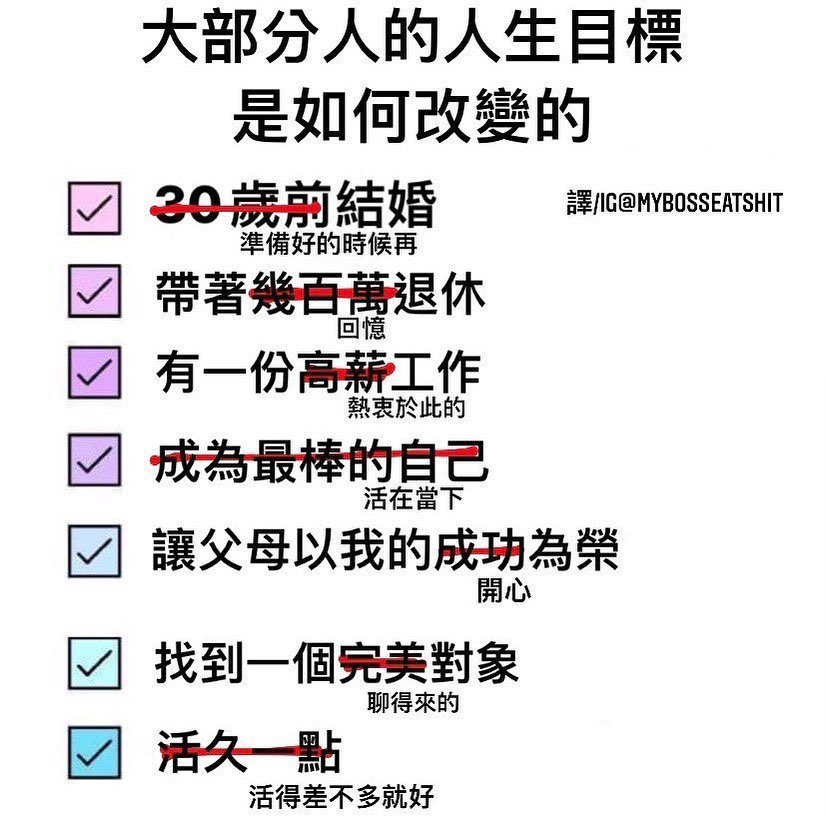 大部分人的人生目標
是如何改變的
30歲前結婚
譯/IG@MYBOSSEATSHIT
準備好的時候再
帶著幾百萬退休
回憶
有一份高薪工作
熱衷於此的
成為最棒的自己
活在當下
讓父母以我的成功為榮
開心
找到一個完美對象
聊得來的
活久一點
活得差不多就好